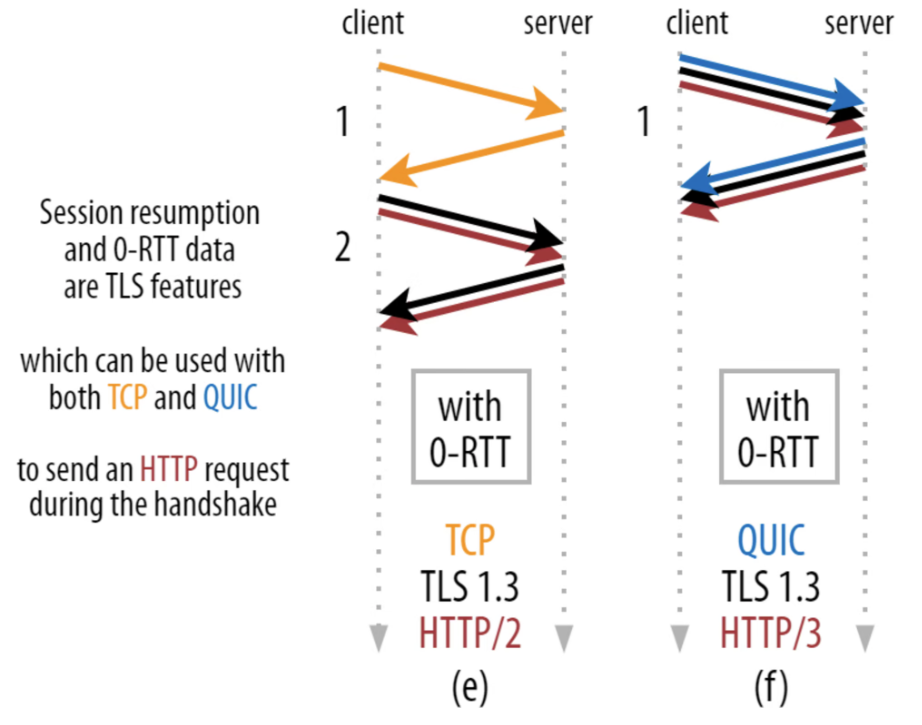 client server client server
1 1
2
Session resumption
and 0-RTT data
are TLS features
which can be used with
both TCP and QUIC
to send an HTTP request
during the handshake
with
0-RTT
TCP
TLS 1.3
HTTP/2
(e)
with
0-RTT
QUIC
TLS 1.3
HTTP/3
(f)